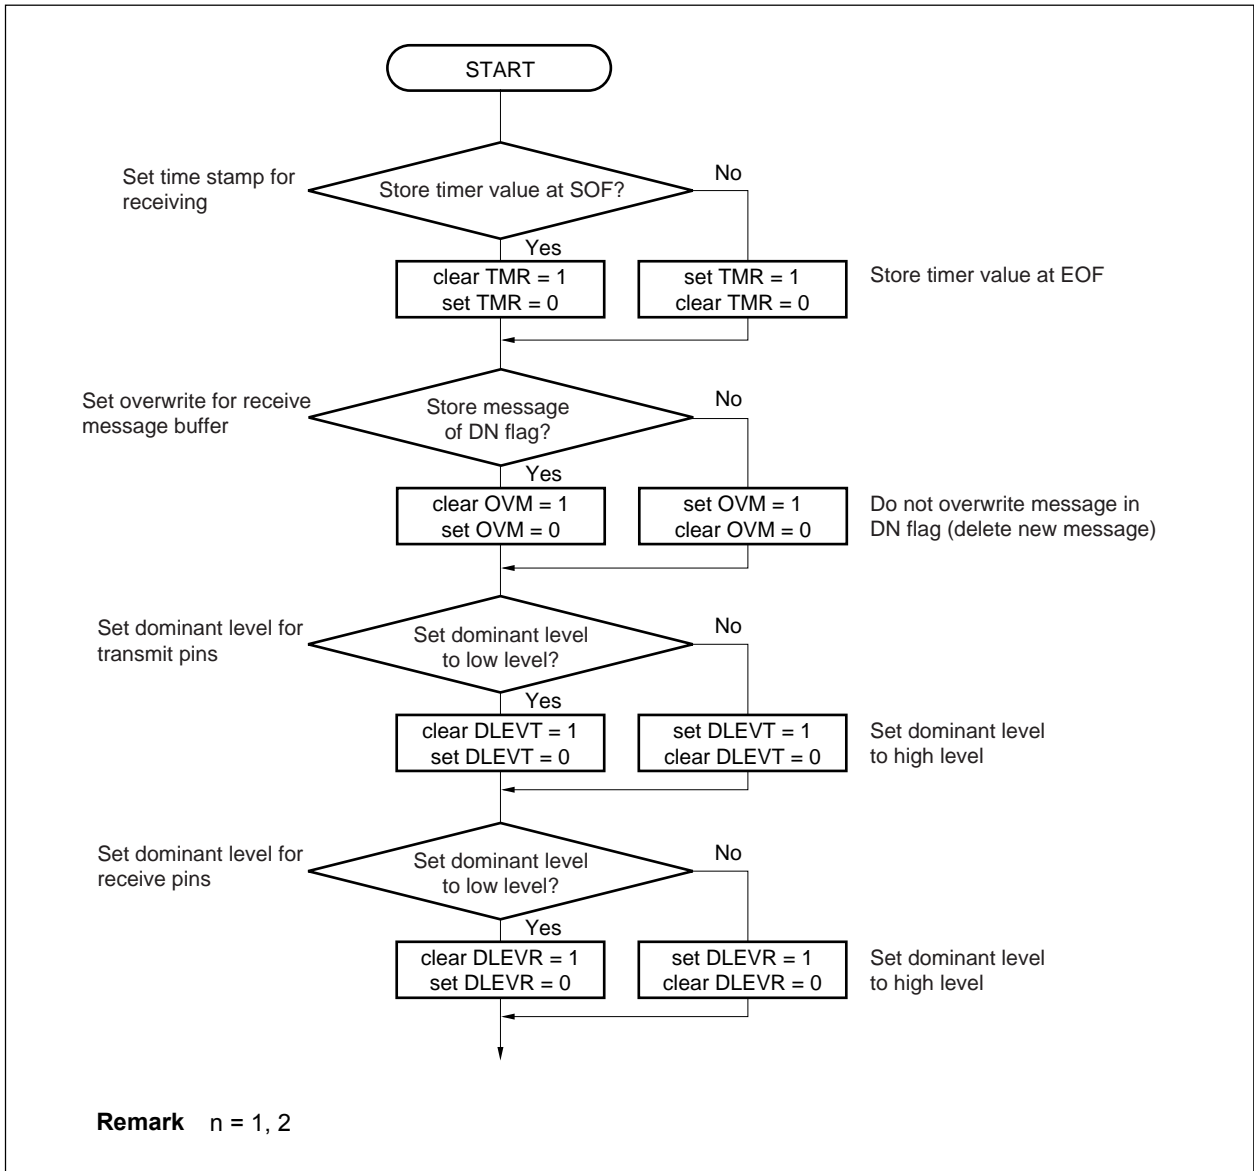 START
Set time stamp for
receiving
Store timer value at SOF?
No
Yes
clear TMR = 1
set TMR = 0
set TMR = 1
clear TMR = 0
Store timer value at EOF
Set overwrite for receive
message buffer
Store message
of DN flag?
No
Yes
clear OVM = 1
set OVM = 0
set OVM = 1
clear OVM = 0
Do not overwrite message in
DN flag (delete new message)
Set dominant level for
transmit pins
Set dominant level
to low level?
No
Yes
clear DLEVT = 1
set DLEVT = 0
set DLEVT = 1
clear DLEVT = 0
Set dominant level
to high level
Set dominant level for
receive pins
Set dominant level
to low level?
No
Yes
clear DLEVR = 1
set DLEVR = 0
set DLEVR = 1
clear DLEVR = 0
Set dominant level
to high level
Remark n = 1, 2